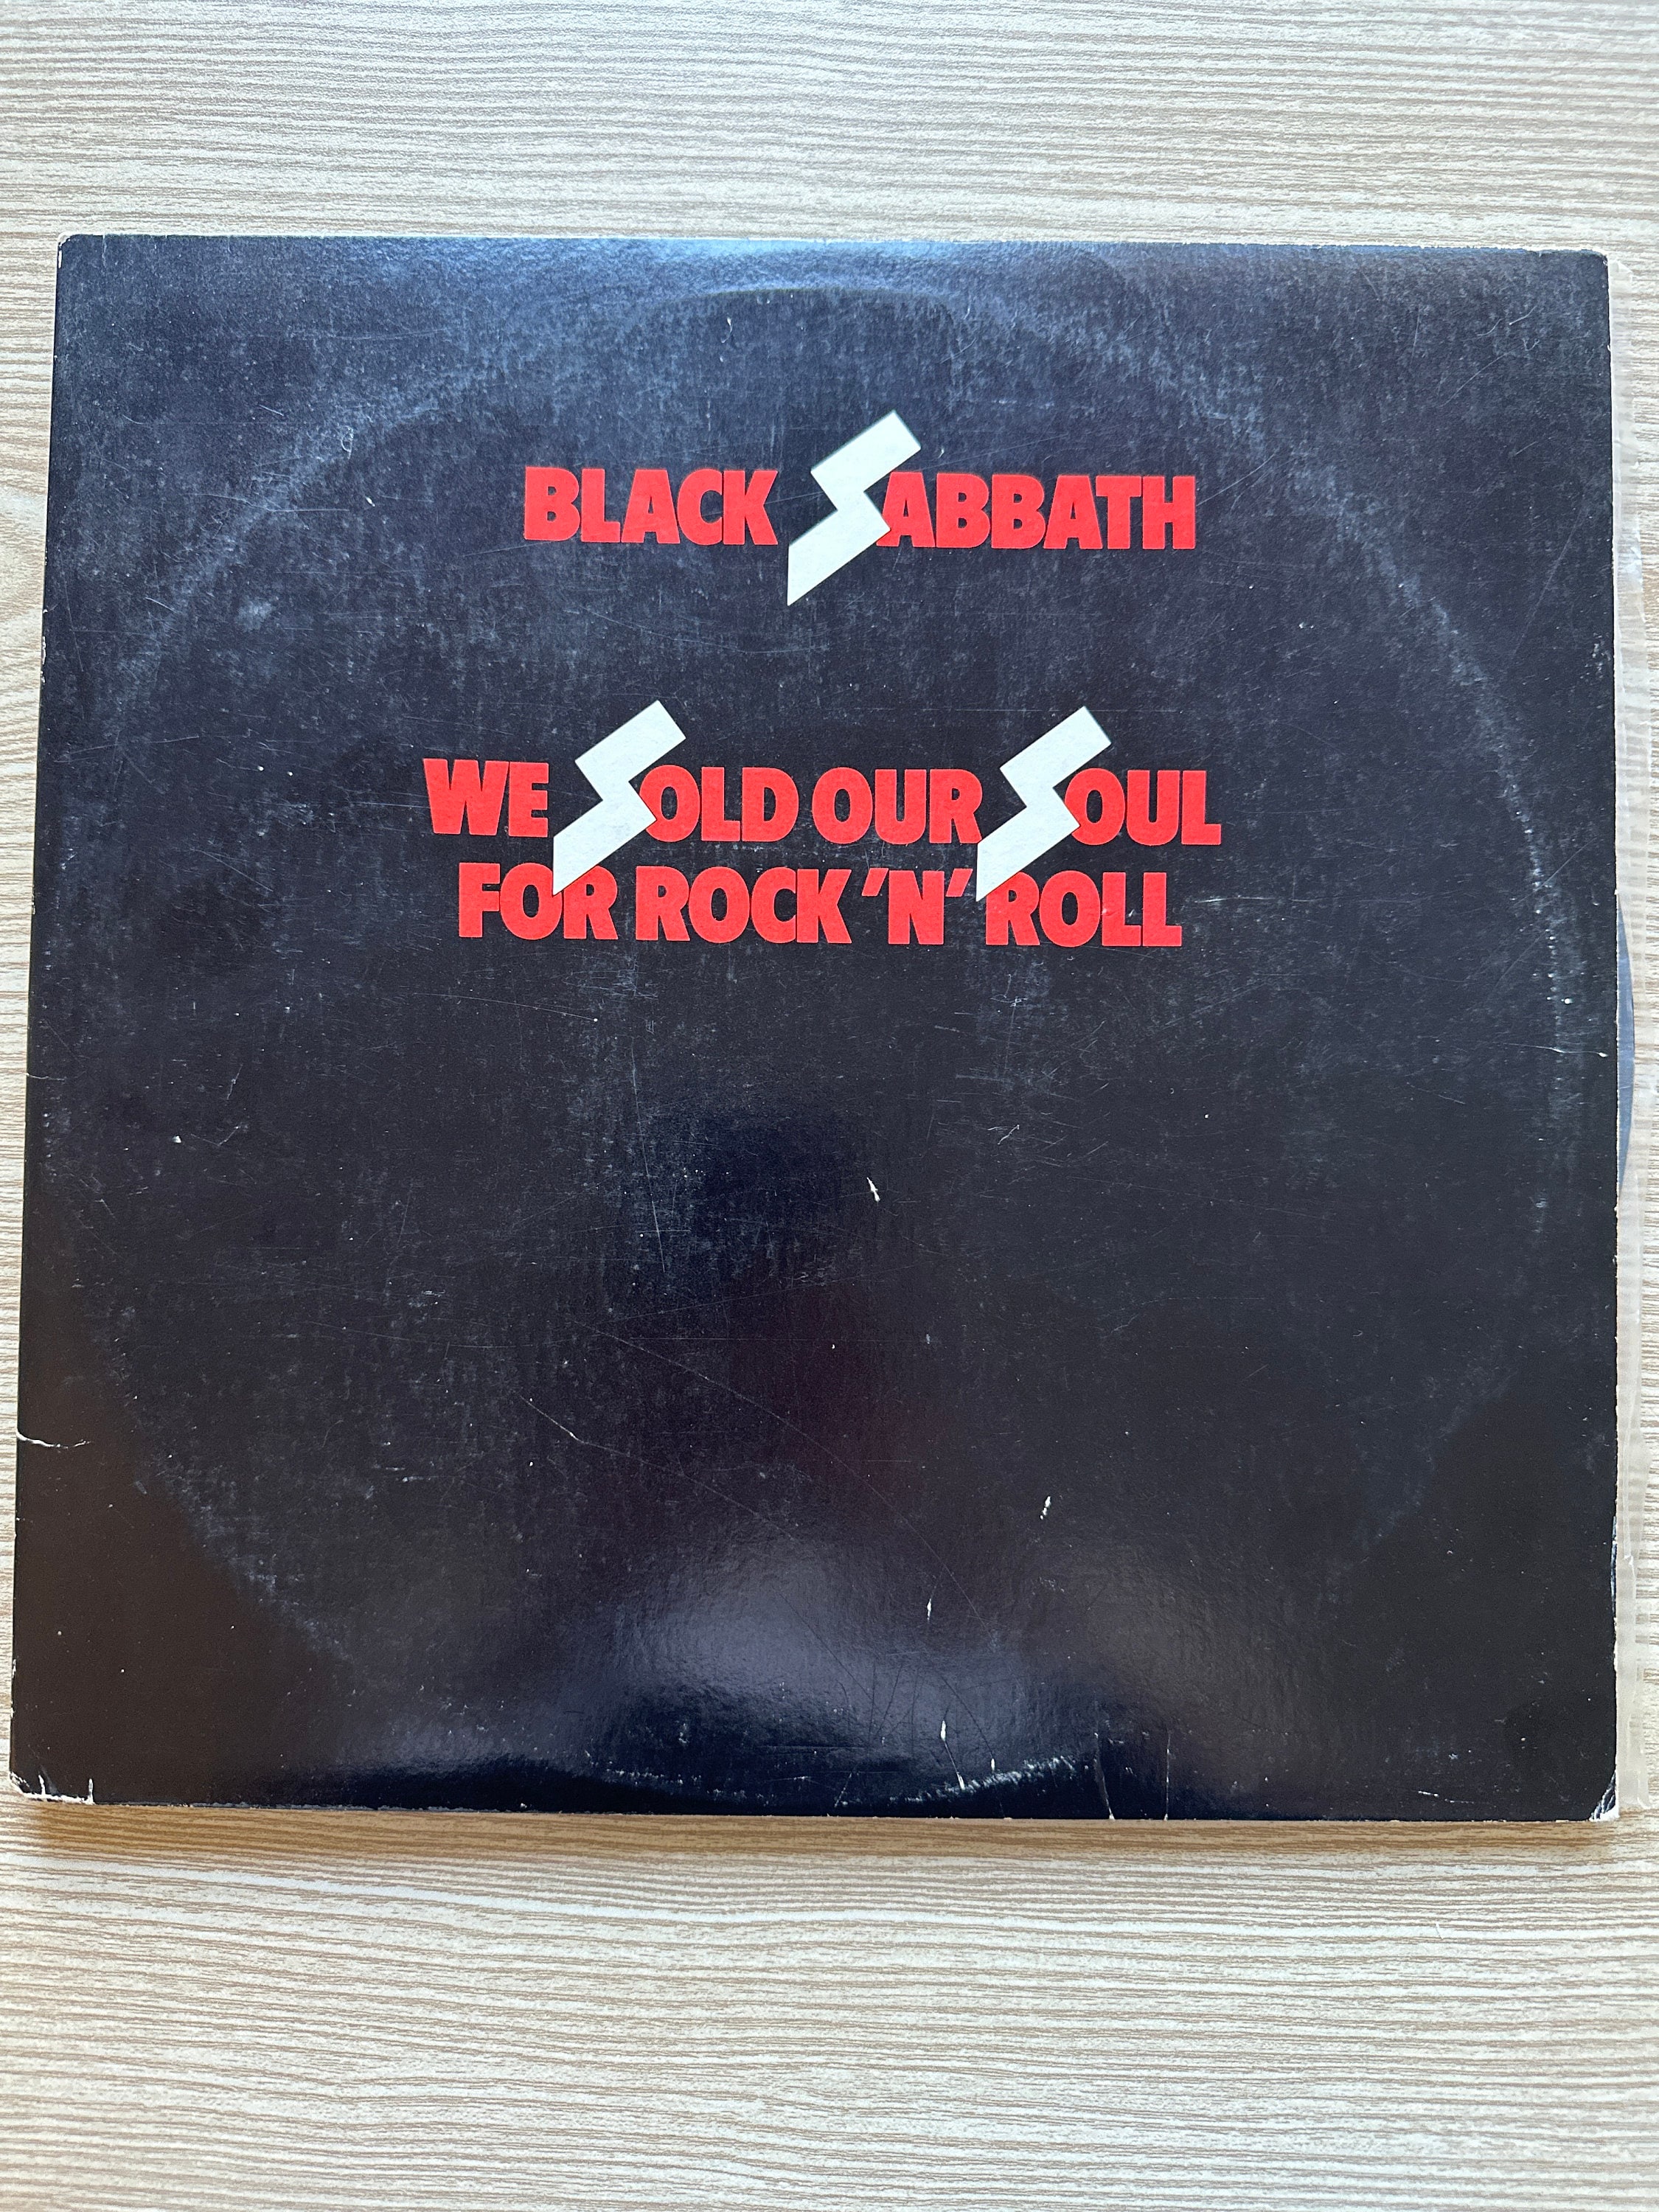 BLACK SABBATH
WE SOLD OUR SOUL
FOR ROCK 'N' ROLL